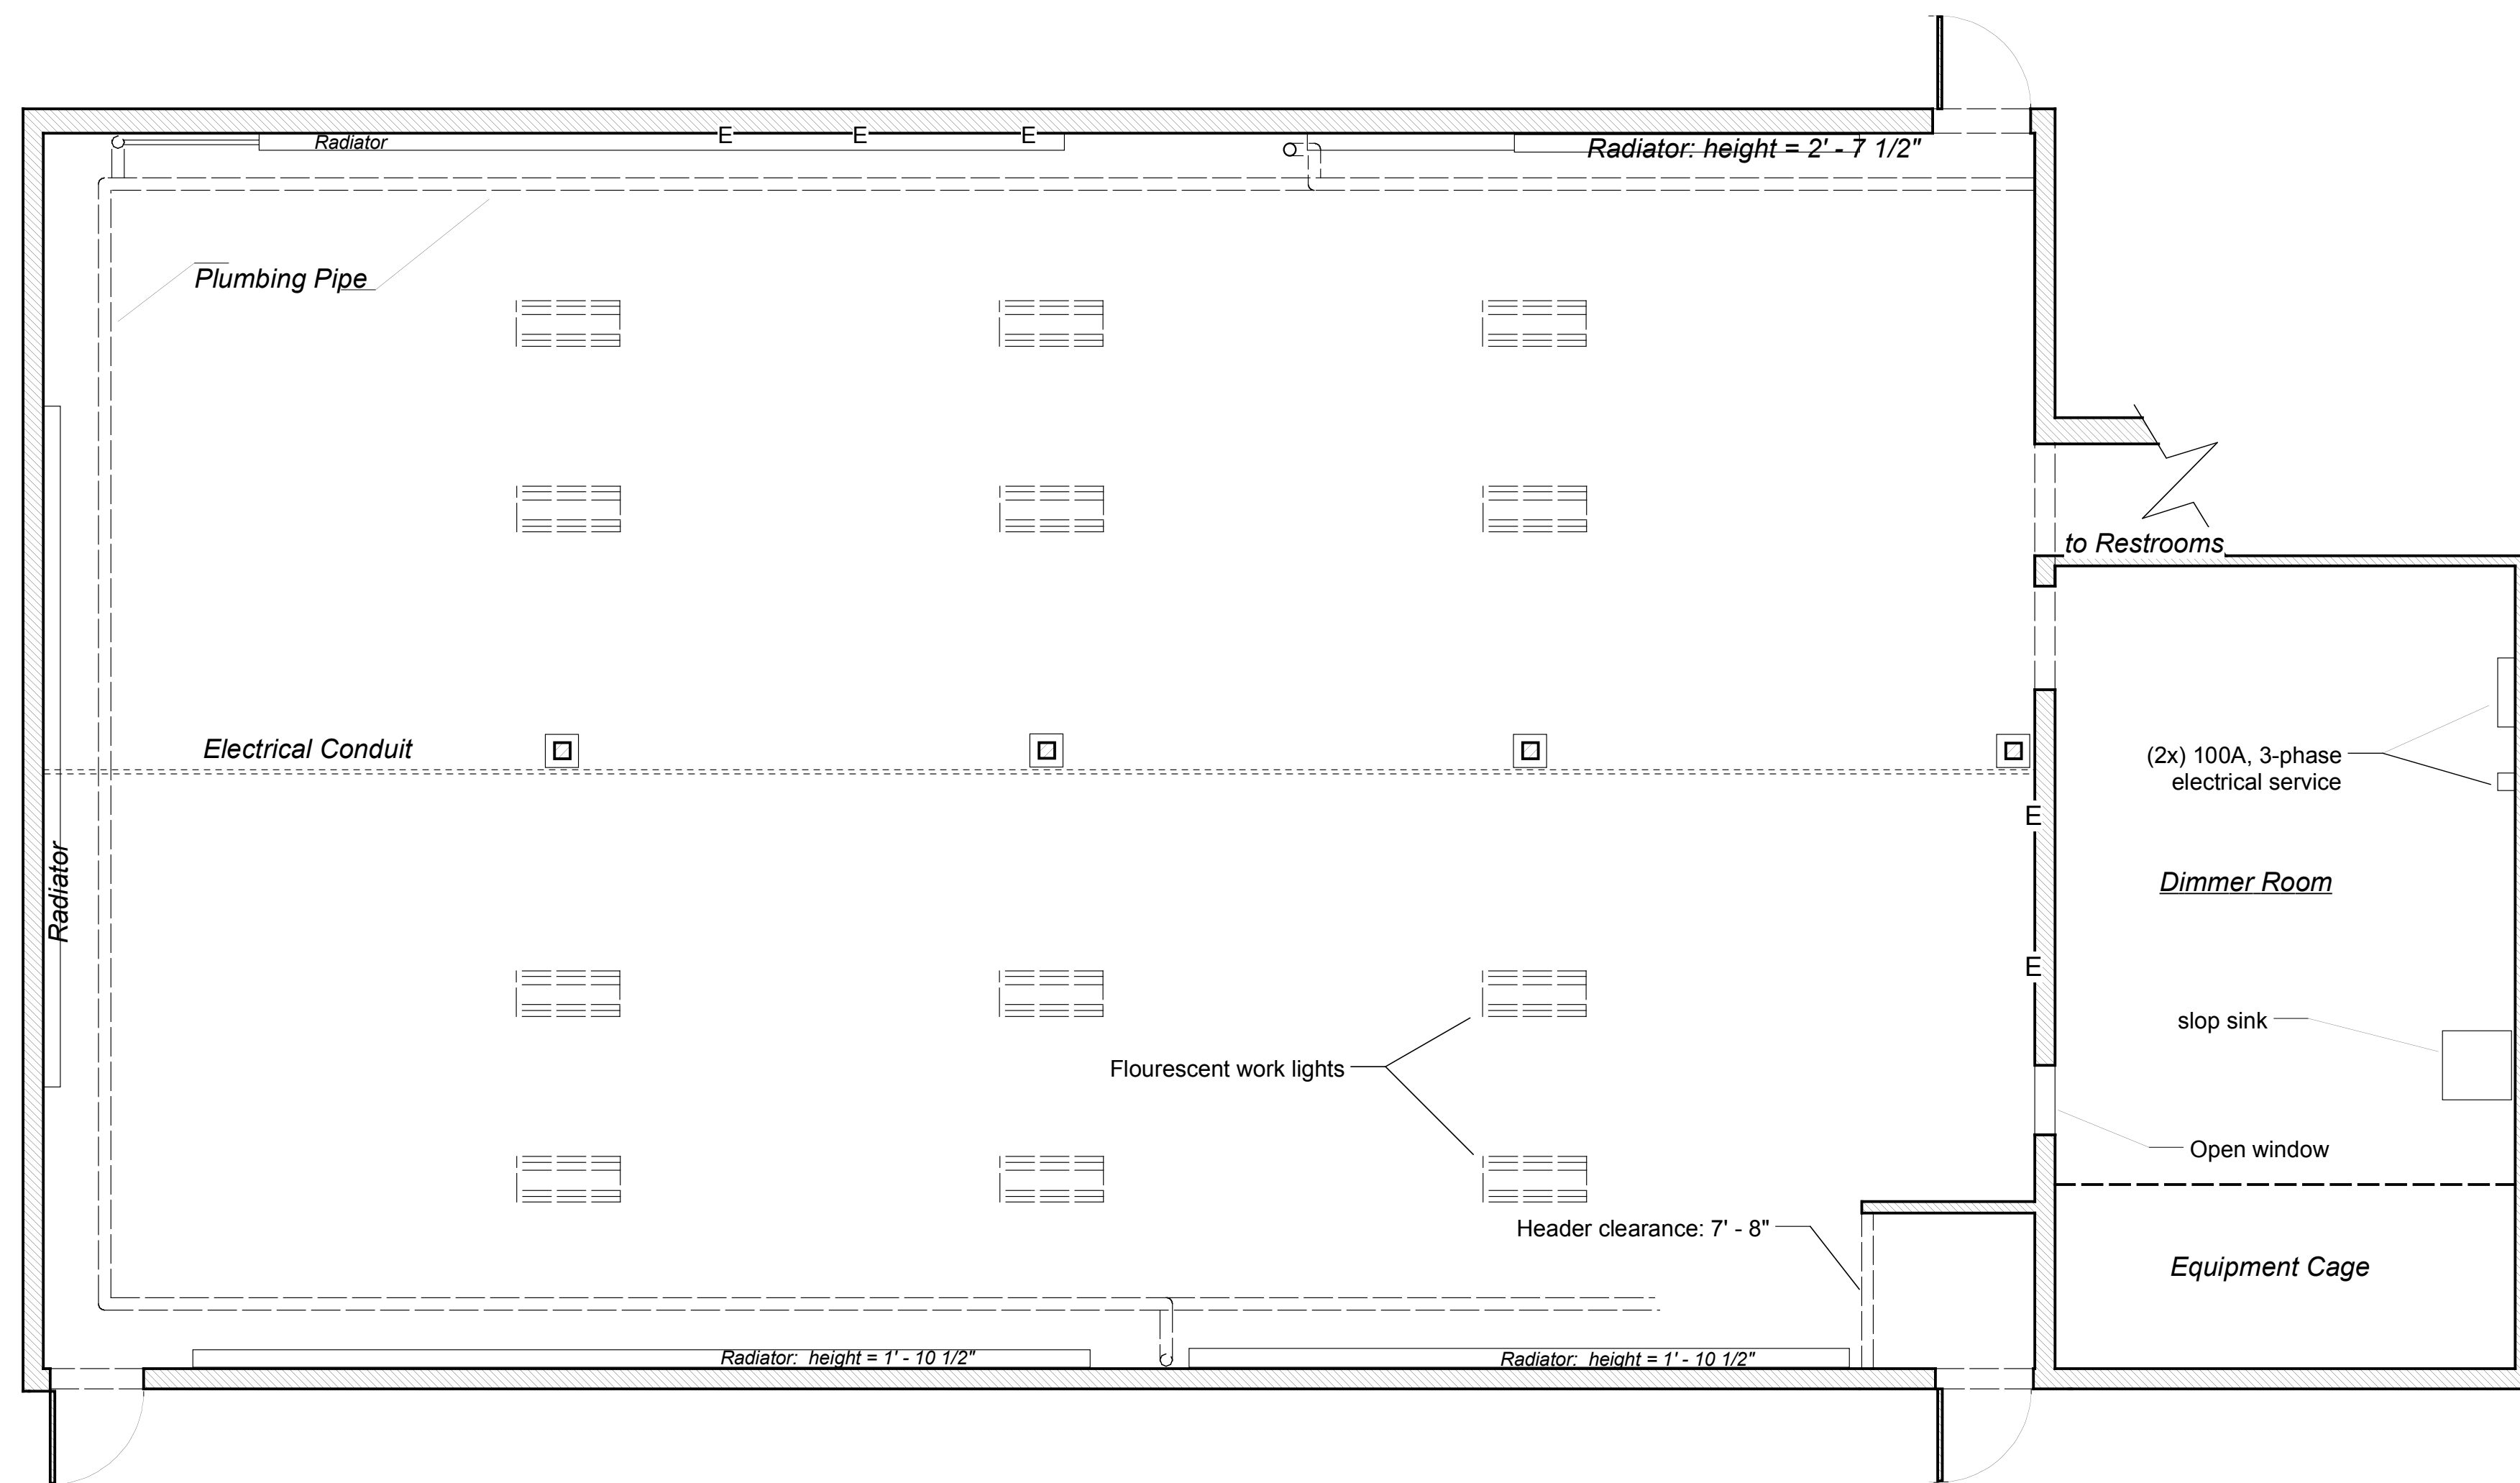 E E E
Radiator
Radiator: height = 2' - 7 1/2"
Plumbing Pipe
to Restrooms
Electrical Conduit
(2x) 100A, 3-phase
electrical service
E
Radiator
Dimmer Room
E
slop sink
Flourescent work lights
Open window
Header clearance: 7' - 8"
Equipment Cage
Radiator: height = 1' - 10 1/2"
Radiator: height = 1' - 10 1/2"